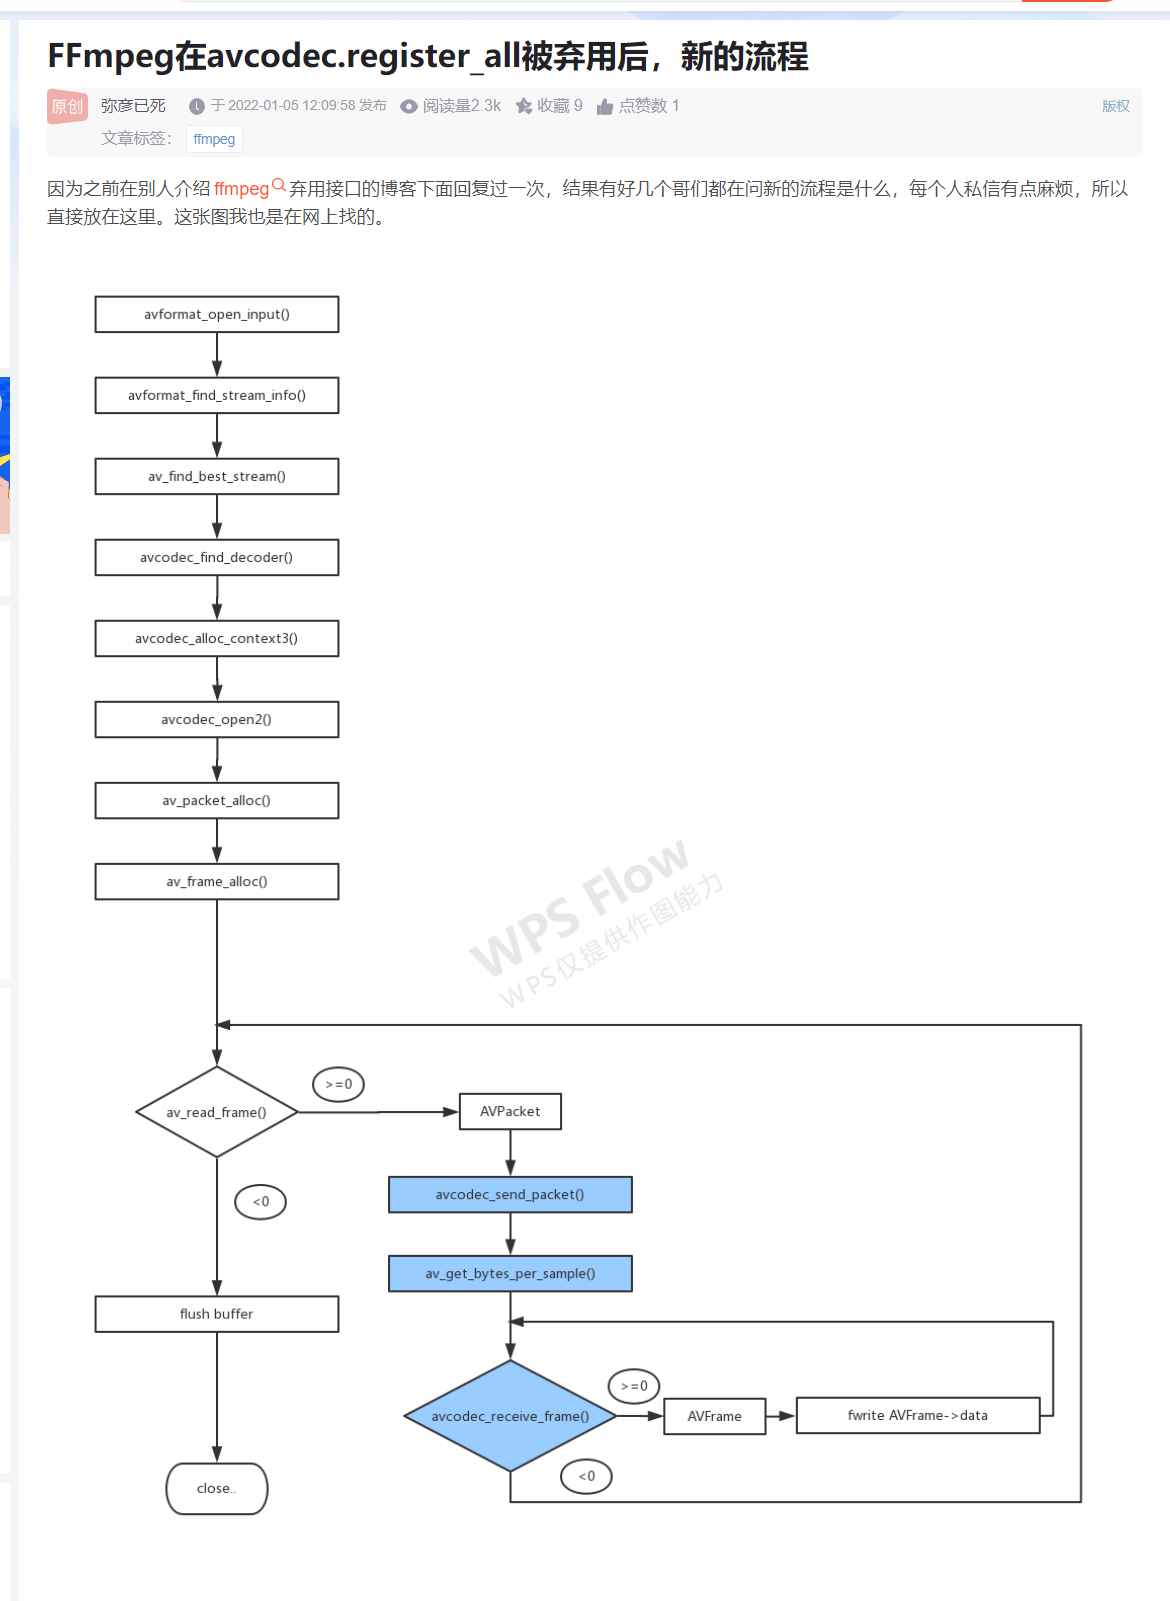 FFmpeg在avcodec.register_all被弃用后，新的流程
原创 弥彦已死 于 2022-01-05 12:09:58 发布 阅读量2.3k 收藏 9 点赞数 1 版权
文章标签： ffmpeg
因为之前在别人介绍 ffmpeg 弃用接口的博客下面回复过一次，结果有好几个哥们都在问新的流程是什么，每个人私信有点麻烦，所以
直接放在这里。这张图我也是在网上找的。
avformat_open_input()
avformat_find_stream_info()
av_find_best_stream()
avcodec_find_decoder()
avcodec_alloc_context3()
avcodec_open2()
av_packet_alloc()
av_frame_alloc()
WPS Flow
WPS仅提供作图能力
av_read_frame()
>=0
AVPacket
avcodec_send_packet()
<0
av_get_bytes_per_sample()
flush buffer
avcodec_receive_frame()
>=0
AVFrame
fwrite AVFrame->data
<0
close..